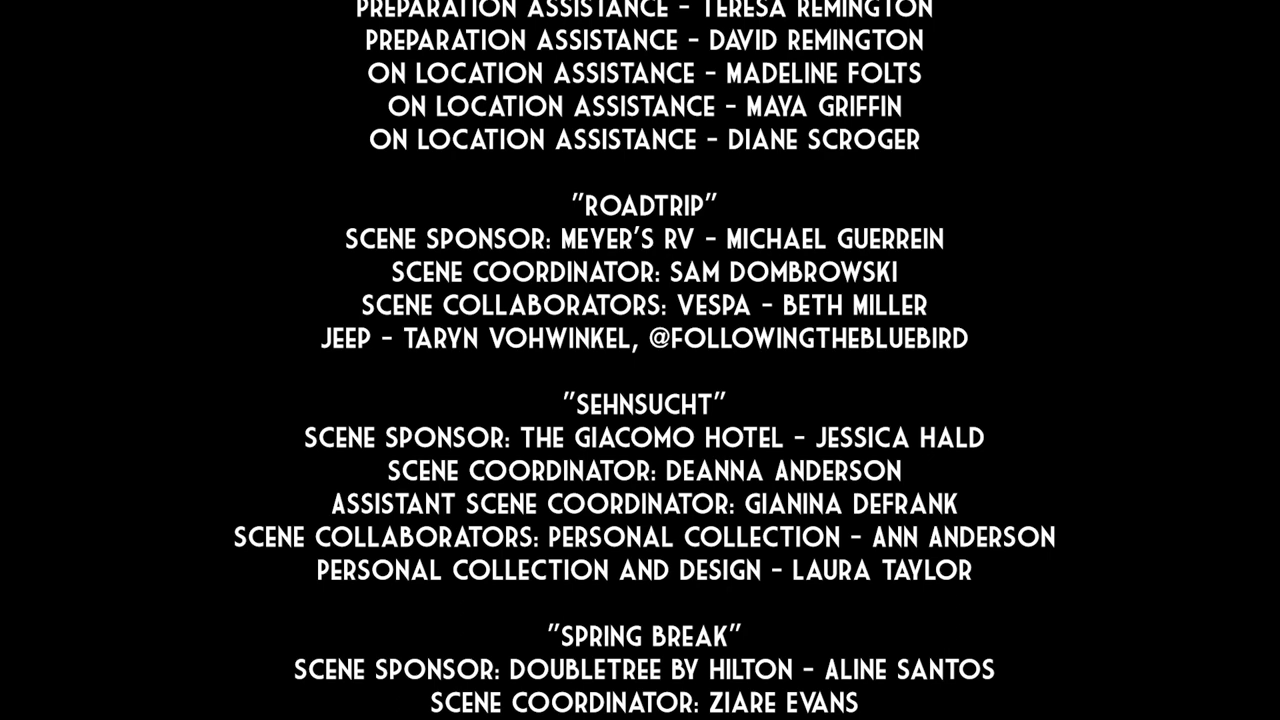 PREPARATION ASSISTANCE - TERESA REMINGTON
PREPARATION ASSISTANCE - DAVID REMINGTON
ON LOCATION ASSISTANCE - MADELINE FOLTS
ON LOCATION ASSISTANCE - MAYA GRIFFIN
ON LOCATION ASSISTANCE - DIANE SCROGER
"ROADTRIP"
SCENE SPONSOR: MEYER'S RV - MICHAEL GUERREIN
SCENE COORDINATOR: SAM DOMBROWSKI
SCENE COLLABORATORS: VESPA - BETH MILLER
JEEP - TARYN VOHWINKEL, @FOLLOWINGTHEBLUEBIRD
"SEHNSUCHT"
SCENE SPONSOR: THE GIACOMO HOTEL - JESSICA HALD
SCENE COORDINATOR: DEANNA ANDERSON
ASSISTANT SCENE COORDINATOR: GIANINA DEFRANK
SCENE COLLABORATORS: PERSONAL COLLECTION - ANN ANDERSON
PERSONAL COLLECTION AND DESIGN - LAURA TAYLOR
"SPRING BREAK"
SCENE SPONSOR: DOUBLETREE BY HILTON - ALINE SANTOS
SCENE COORDINATOR: ZIARE EVANS